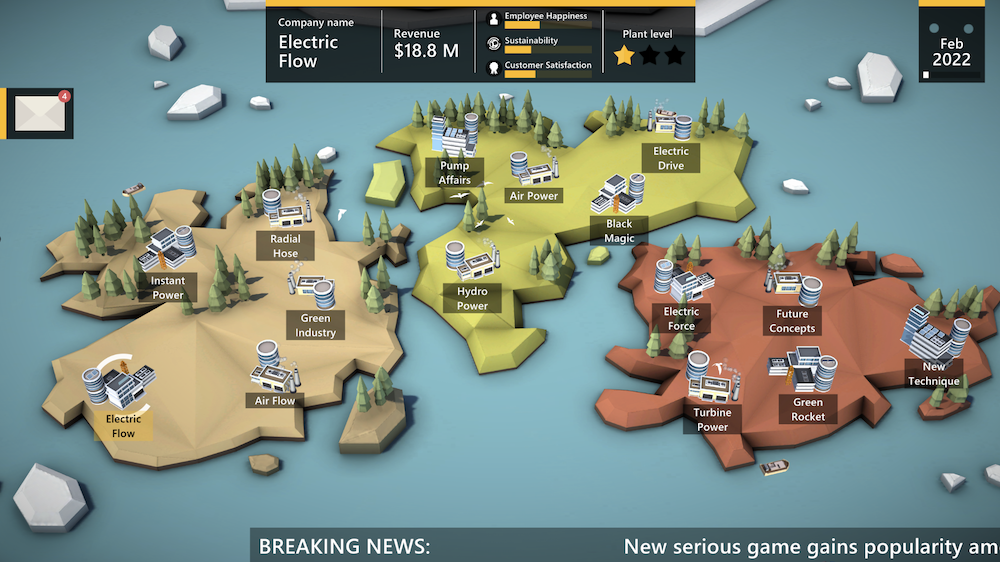 Company name
Electric
Flow
Revenue
$18.8 M
Employee Happiness
Sustainability
Customer Satisfaction
Plant level
Feb
2022
4
Pump
Affairs
Air Power
Electric
Drive
Black
Magic
Radial
Hose
Instant
Power
Hydro
Power
Green
Industry
Electric
Force
Future
Concepts
New
Technique
Air Flow
Electric
Flow
Turbine
Power
Green
Rocket
BREAKING NEWS:
New serious game gains popularity am